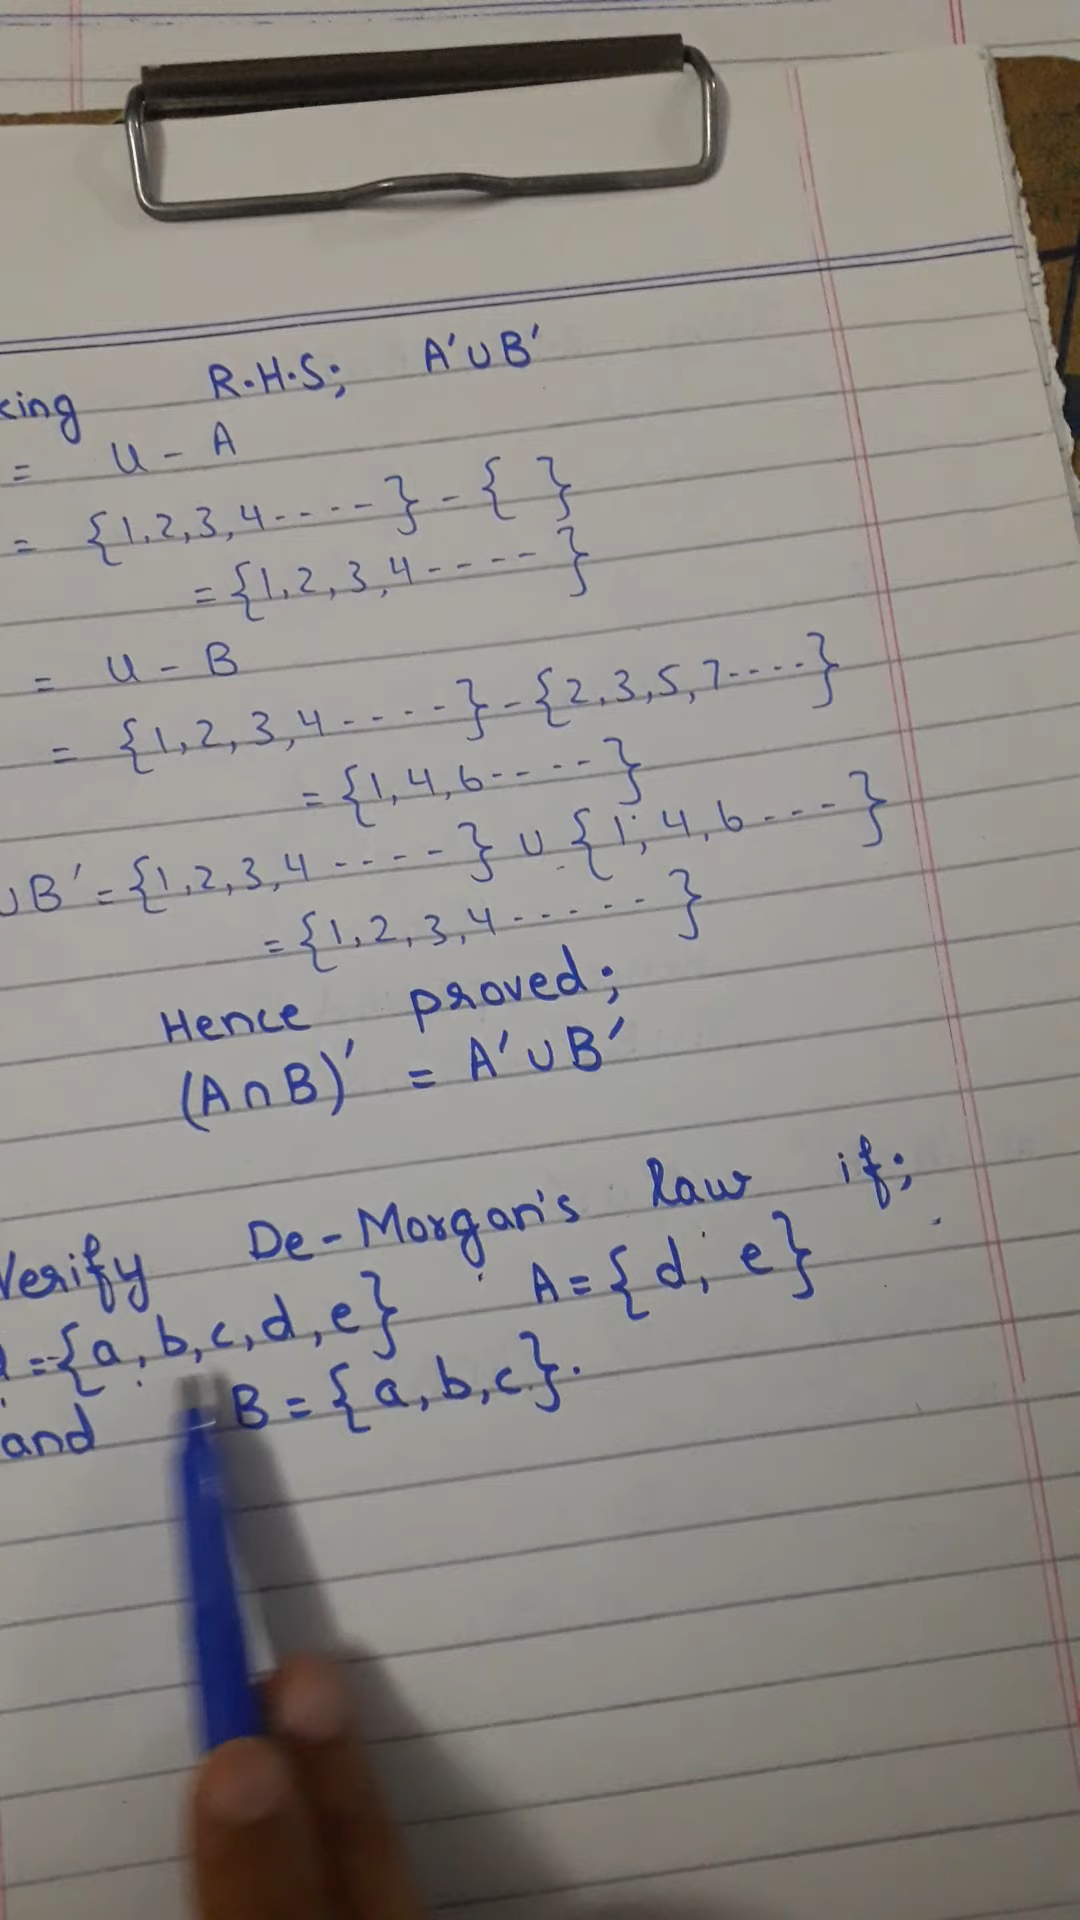 R.H.S; A'∪B'
= U - A
= {1,2,3,4 - - - -} - { }
= {1,2,3,4 - - - -}
= U - B
= {1,2,3,4 - - - - -} - {2,3,5,7 - - - -}
= {1,4,6 - - - - -}
∪B' = {1,2,3,4 - - - - -} ∪ {1,4,6 - - - -}
= {1,2,3,4 - - - - - -}
Hence proved;
(A∩B)' = A'∪B'
Verify De-Morgan's law if;
= {a,b,c,d,e} A = {d, e}
and B = {a,b,c}.